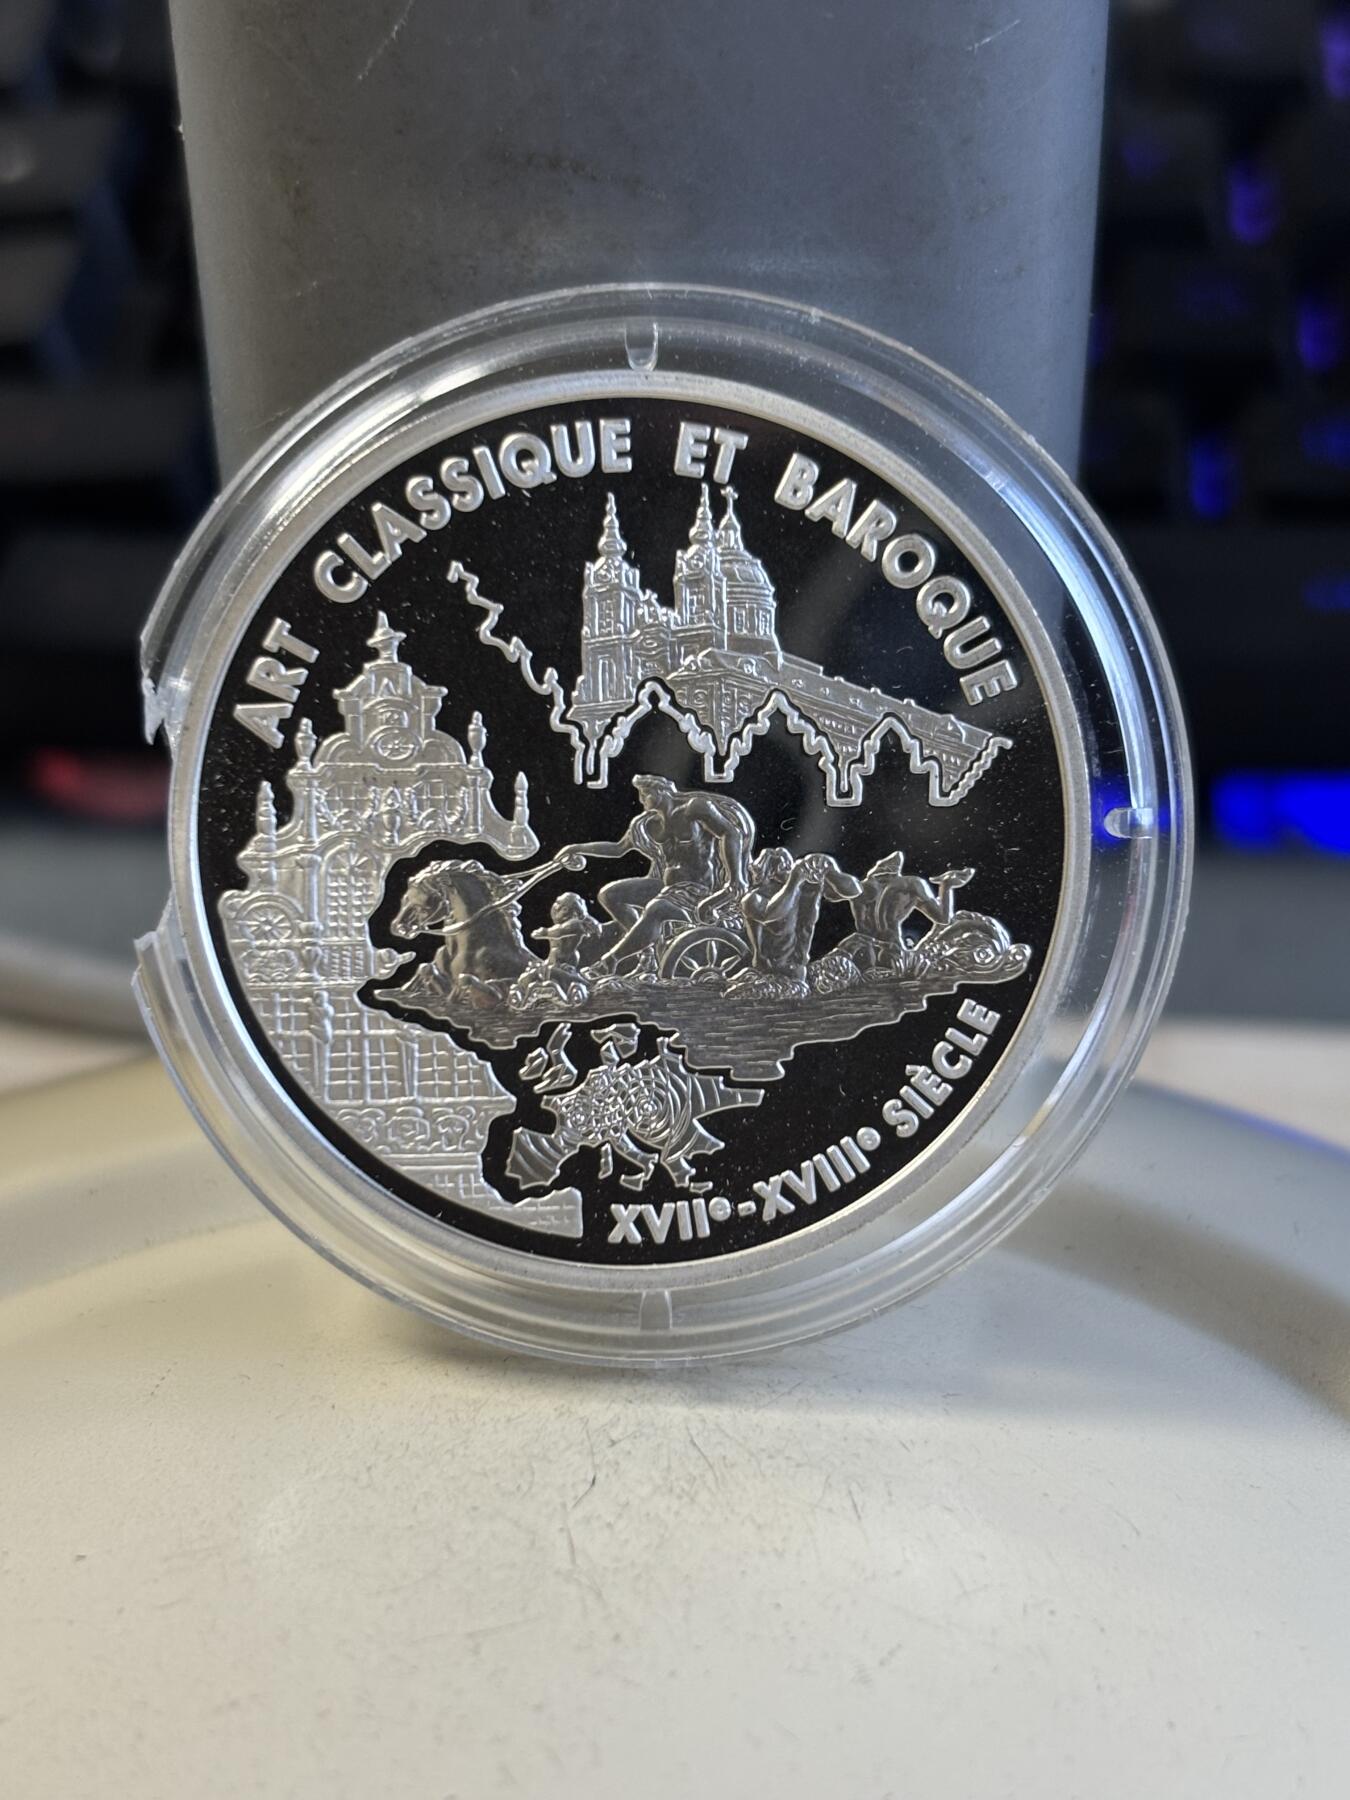 ART CLASSIQUE ET BAROQUE
XVIIe-XVIIIe SIÈCLE